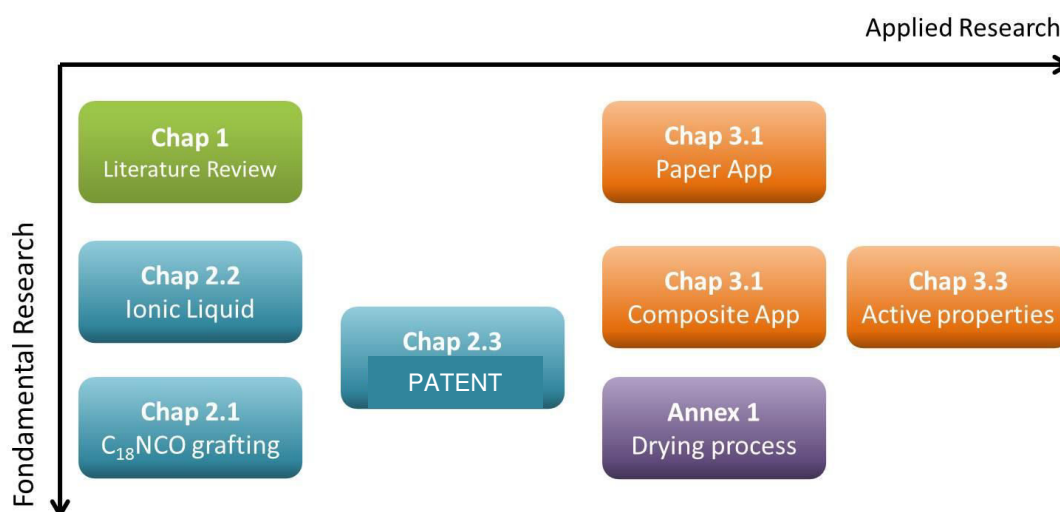 Applied Research
Fondamental Research
Chap 1
Literature Review
Chap 3.1
Paper App
Chap 2.2
Ionic Liquid
Chap 3.1
Composite App
Chap 3.3
Active properties
Chap 2.3
PATENT
Chap 2.1
C₁₈NCO grafting
Annex 1
Drying process